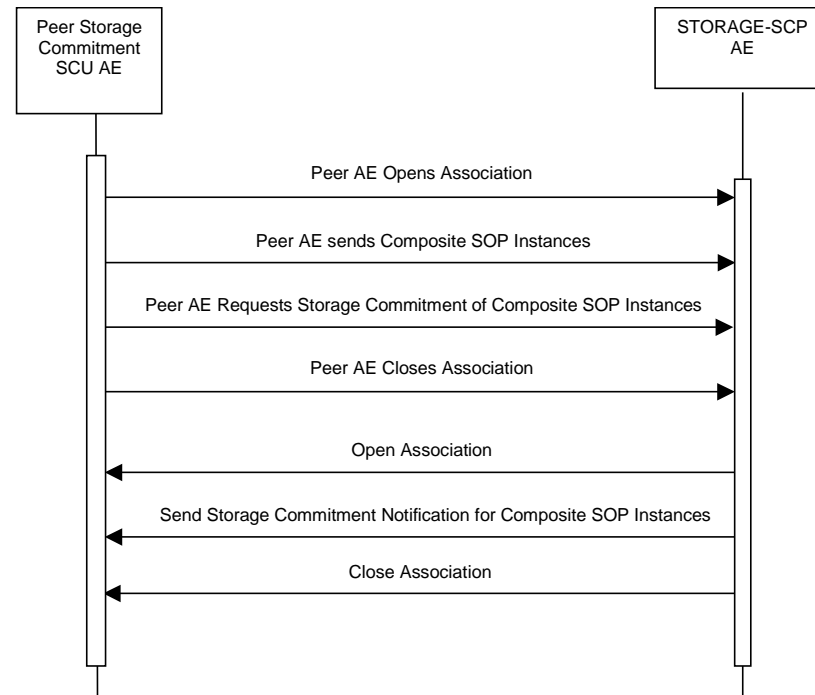 Peer Storage
Commitment
SCU AE
STORAGE-SCP
AE
Peer AE Opens Association
Peer AE sends Composite SOP Instances
Peer AE Requests Storage Commitment of Composite SOP Instances
Peer AE Closes Association
Open Association
Send Storage Commitment Notification for Composite SOP Instances
Close Association